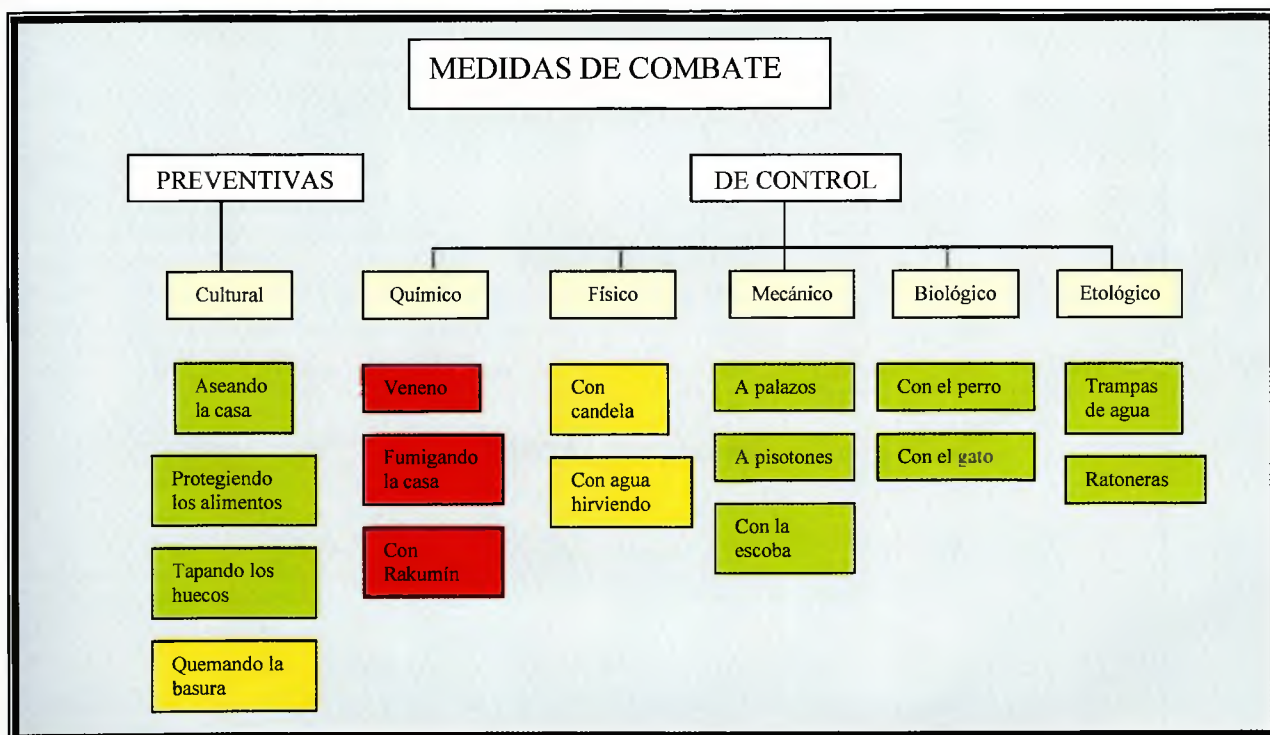 MEDIDAS DE COMBATE
PREVENTIVAS
DE CONTROL
Cultural
Químico
Físico
Mecánico
Biológico
Etológico
Aseando
la casa
Protegiendo
los alimentos
Tapando los
huecos
Quemando la
basura
Veneno
Fumigando
la casa
Con
Rakumín
Con
candela
Con agua
hirviendo
A palazos
A pisotones
Con la
escoba
Con el perro
Con el gato
Trampas
de agua
Ratoneras